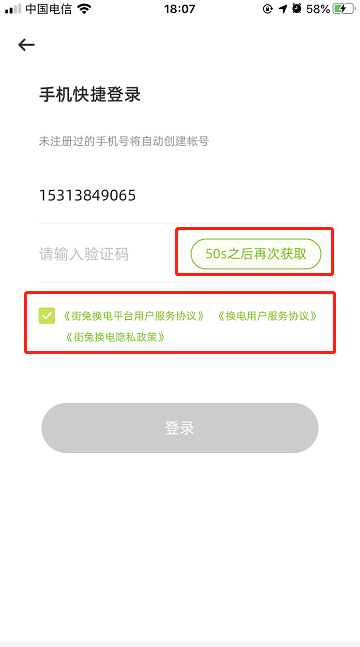 中国电信 18:07 58%
手机快捷登录
未注册过的手机号将自动创建帐号
15313849065
请输入验证码 50s之后再次获取
《街兔换电平台用户服务协议》 《换电用户服务协议》
《街兔换电隐私政策》
登录